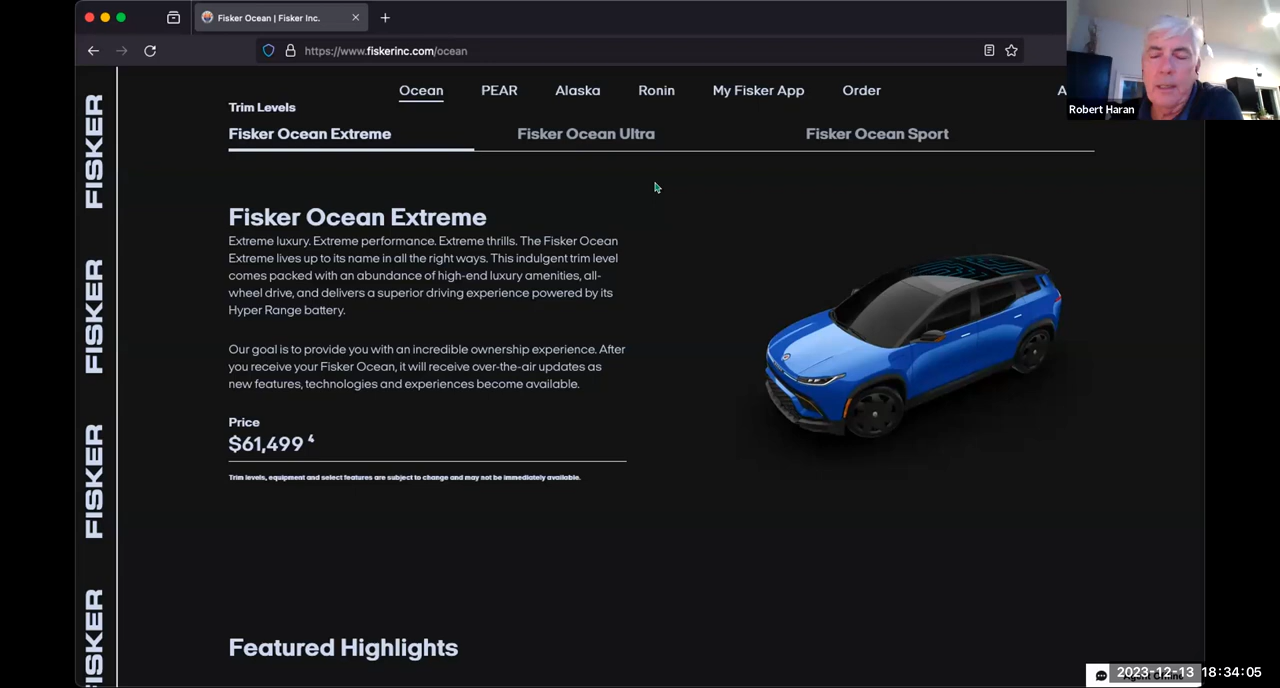 Fisker Ocean | Fisker Inc.
https://www.fiskerinc.com/ocean
Robert Haran
Ocean
PEAR
Alaska
Ronin
My Fisker App
Order
Trim Levels
Fisker Ocean Extreme
Fisker Ocean Ultra
Fisker Ocean Sport
FISKER
FISKER
FISKER
FISKER
Fisker Ocean Extreme
Extreme luxury. Extreme performance. Extreme thrills. The Fisker Ocean
Extreme lives up to its name in all the right ways. This indulgent trim level
comes packed with an abundance of high-end luxury amenities, all-
wheel drive, and delivers a superior driving experience powered by its
Hyper Range battery.
Our goal is to provide you with an incredible ownership experience. After
you receive your Fisker Ocean, it will receive over-the-air updates as
new features, technologies and experiences become available.
Price
$61,499 4
Trim levels, equipment and select features are subject to change and may not be immediately available.
Featured Highlights
2023-12-13 18:34:05